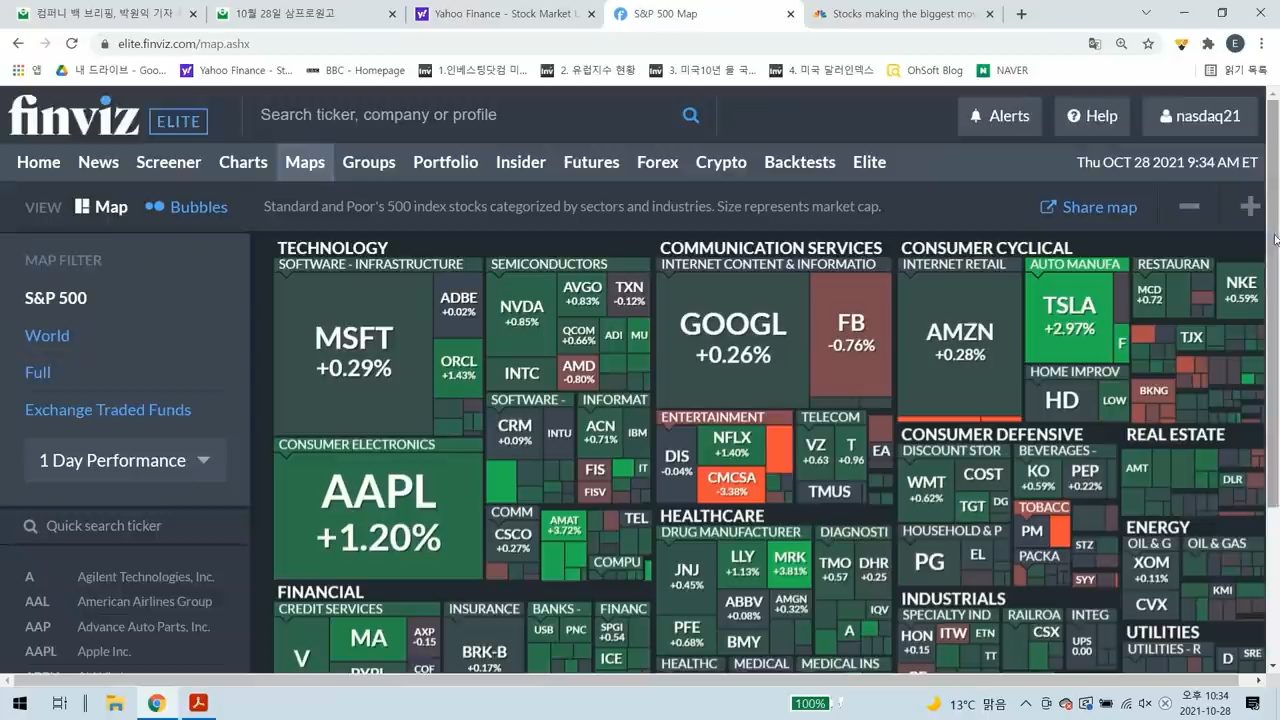 컴퍼니 백 브리핑, 박원익 기자
10월 28일 삼프로원고
Yahoo Finance - Stock Market L
S&P 500 Map
Stocks making the biggest mo
elite.finviz.com/map.ashx
앱
내 드라이브 - Goo...
Yahoo FInance - St...
BBC - Homepage
1.인베스팅닷컴 미...
2. 유럽지수 현황
3. 미국10년 물 국...
4. 미국 달러인덱스
OhSoft Blog
NAVER
읽기 목록
finviz ELITE
Search ticker, company or profile
Alerts
Help
nasdaq21
Home News Screener Charts Maps Groups Portfolio Insider Futures Forex Crypto Backtests Elite
Thu OCT 28 2021 9:34 AM ET
VIEW Map Bubbles
Standard and Poor's 500 index stocks categorized by sectors and industries. Size represents market cap.
Share map
MAP FILTER
S&P 500
World
Full
Exchange Traded Funds
1 Day Performance
Quick search ticker
A Agilent Technologies, Inc.
AAL American Airlines Group
AAP Advance Auto Parts, Inc.
AAPL Apple Inc.
TECHNOLOGY
SOFTWARE - INFRASTRUCTURE
MSFT
+0.29%
ADBE
+0.02%
ORCL
+1.43%
SEMICONDUCTORS
NVDA
+0.85%
AVGO
+0.83%
TXN
-0.12%
QCOM
+0.66%
ADI
MU
INTC
AMD
-0.80%
CONSUMER ELECTRONICS
AAPL
+1.20%
SOFTWARE -
CRM
+0.09%
INTU
INFORMAT
ACN
+0.71%
IBM
FIS
IT
FISV
COMM
CSCO
+0.27%
AMAT
+3.72%
TEL
COMPU
FINANCIAL
CREDIT SERVICES
V
MA
AXP
-0.15
PYPL
COF
INSURANCE
BRK-B
+0.17%
BANKS -
USB
PNC
FINANC
SPGI
+0.54
ICE
COMMUNICATION SERVICES
INTERNET CONTENT & INFORMATIO
GOOGL
+0.26%
FB
-0.76%
ENTERTAINMENT
DIS
-0.04%
NFLX
+1.40%
CMCSA
-3.38%
TELECOM
VZ
+0.63
T
+0.96
TMUS
EA
HEALTHCARE
DRUG MANUFACTURER
JNJ
+0.45%
LLY
+1.13%
MRK
+3.81%
PFE
+0.68%
ABBV
+0.08%
AMGN
+0.32%
BMY
DIAGNOSTI
TMO
+0.57
DHR
+0.25
IQV
A
HEALTHC
MEDICAL
MEDICAL INS
CONSUMER CYCLICAL
INTERNET RETAIL
AMZN
+0.28%
AUTO MANUFA
TSLA
+2.97%
F
RESTAURAN
MCD
+0.72
NKE
+0.59%
TJX
HOME IMPROV
HD
LOW
BKNG
CONSUMER DEFENSIVE
DISCOUNT STOR
WMT
+0.62%
COST
TGT
DG
BEVERAGES -
KO
+0.59%
PEP
+0.22%
HOUSEHOLD & P
PG
EL
TOBACC
PM
PACKA
STZ
SYY
REAL ESTATE
AMT
DLR
ENERGY
OIL & G
XOM
+0.11%
CVX
OIL & GAS
KMI
INDUSTRIALS
SPECIALTY IND
HON
+0.15
ITW
ETN
TT
RAILROA
CSX
INTEG
UPS
0.00
UTILITIES
UTILITIES - R
D
SRE
100%
13°C 맑음
오후 10:34
2021-10-28